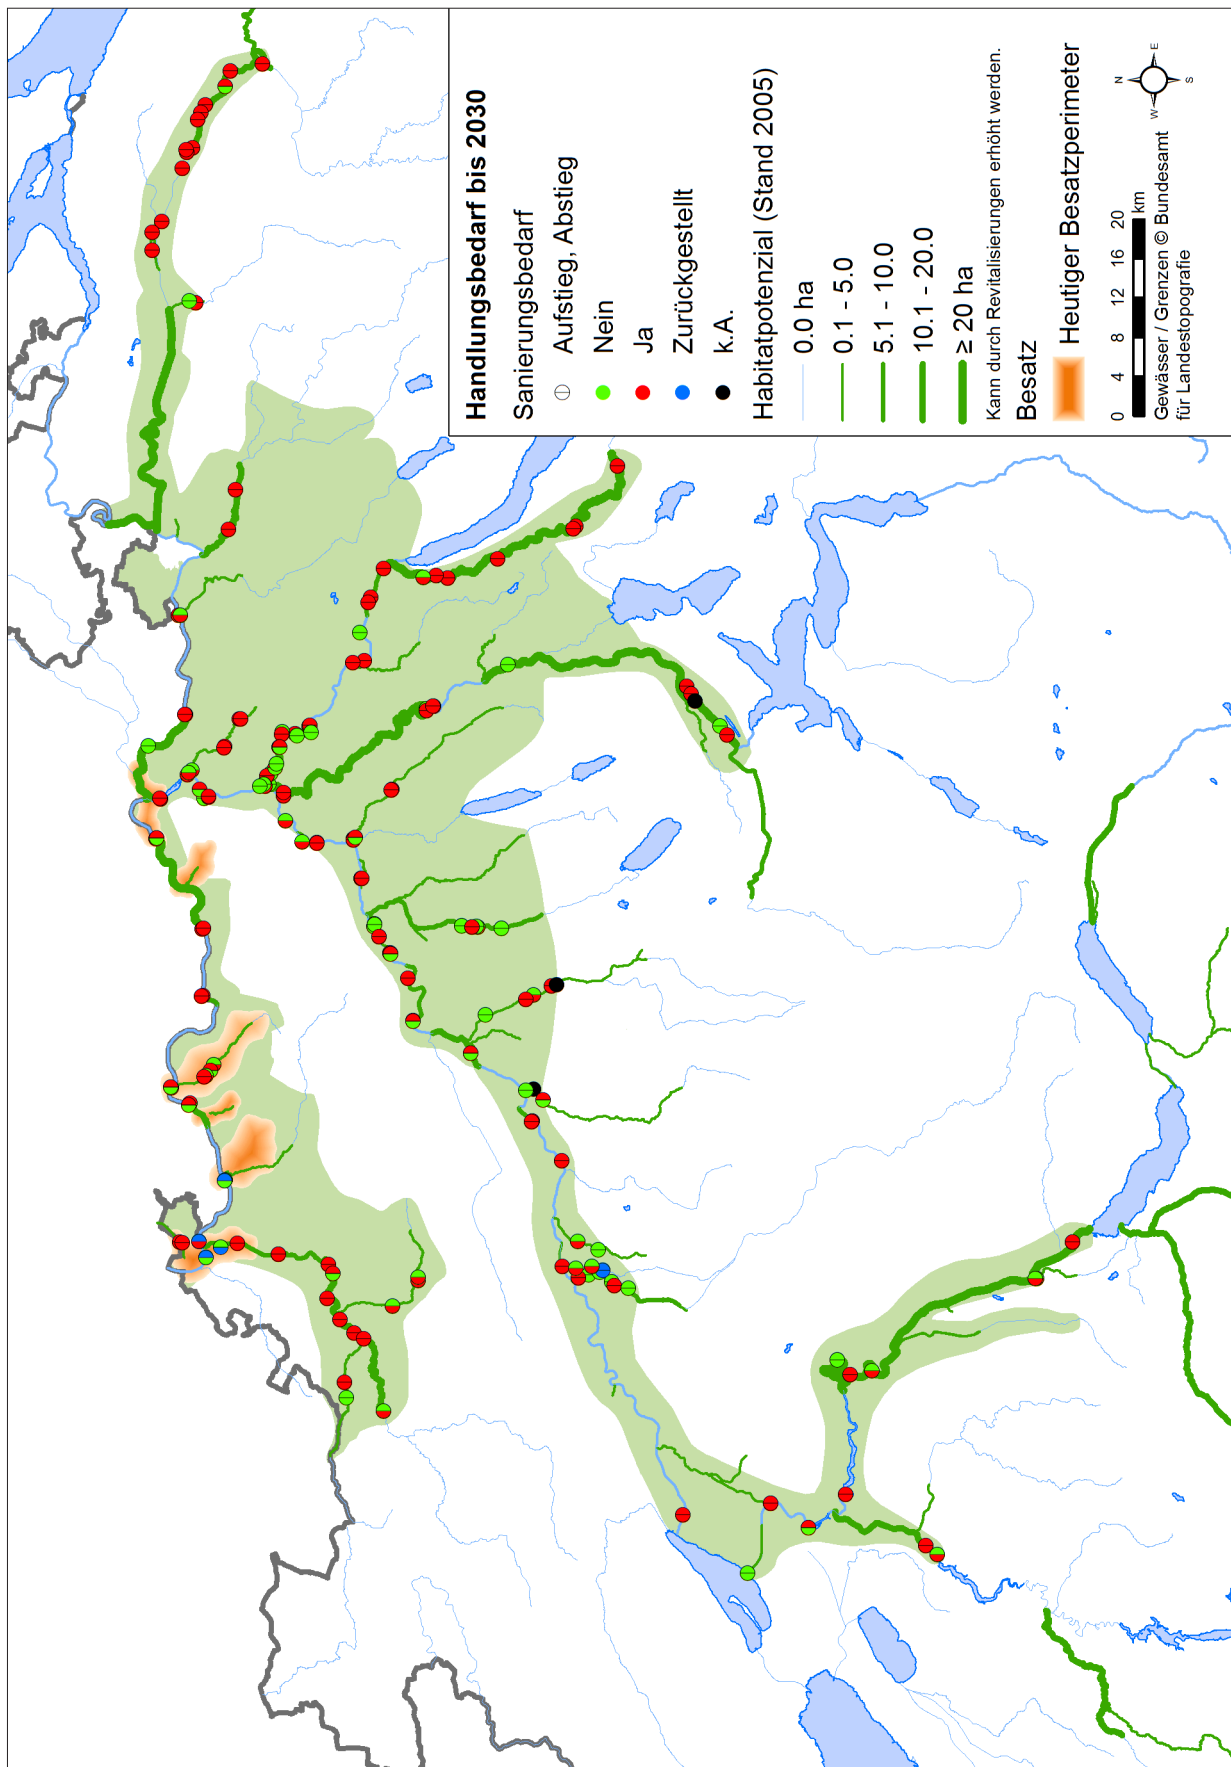 Handlungsbedarf bis 2030
Sanierungsbedarf
Aufstieg, Abstieg
Nein
Ja
Zurückgestellt
k.A.
Habitatpotenzial (Stand 2005)
0.0 ha
0.1 - 5.0
5.1 - 10.0
10.1 - 20.0
≥ 20 ha
Kann durch Revitalisierungen erhöht werden.
Besatz
Heutiger Besatzperimeter
0 4 8 12 16 20
km
Gewässer / Grenzen © Bundesamt
für Landestopografie
N
W E
S